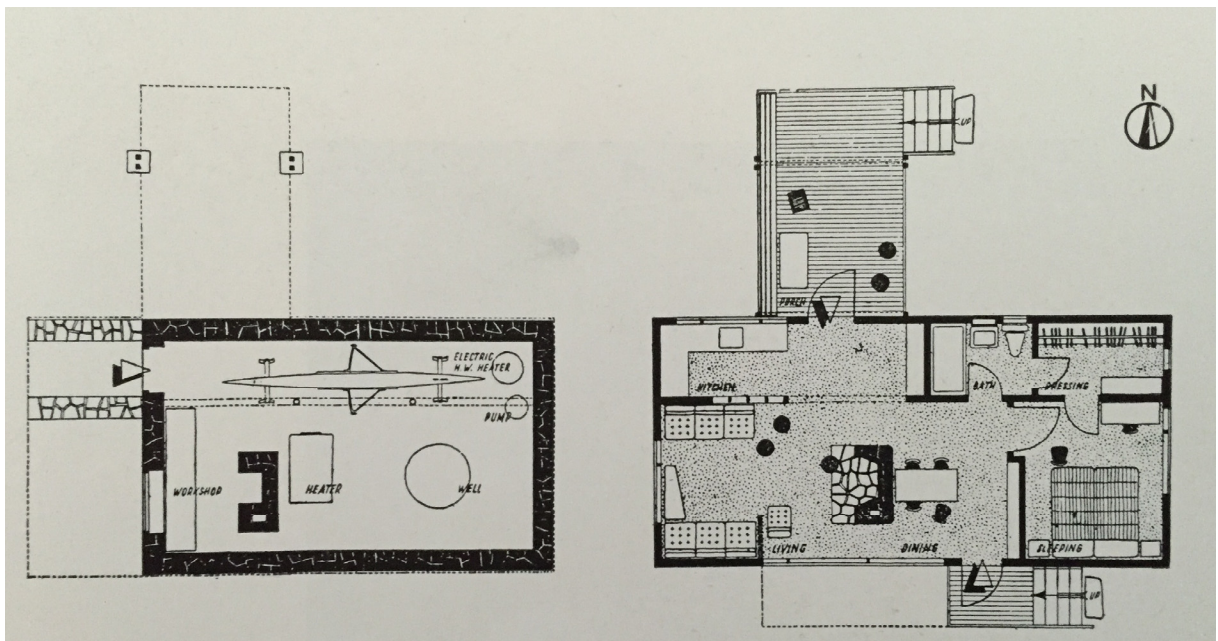 N
UP
PORCH
ELECTRIC
H.W. HEATER
PUMP
WORKSHOP
HEATER
WELL
KITCHEN
BATH
DRESSING
LIVING
DINING
SLEEPING
UP